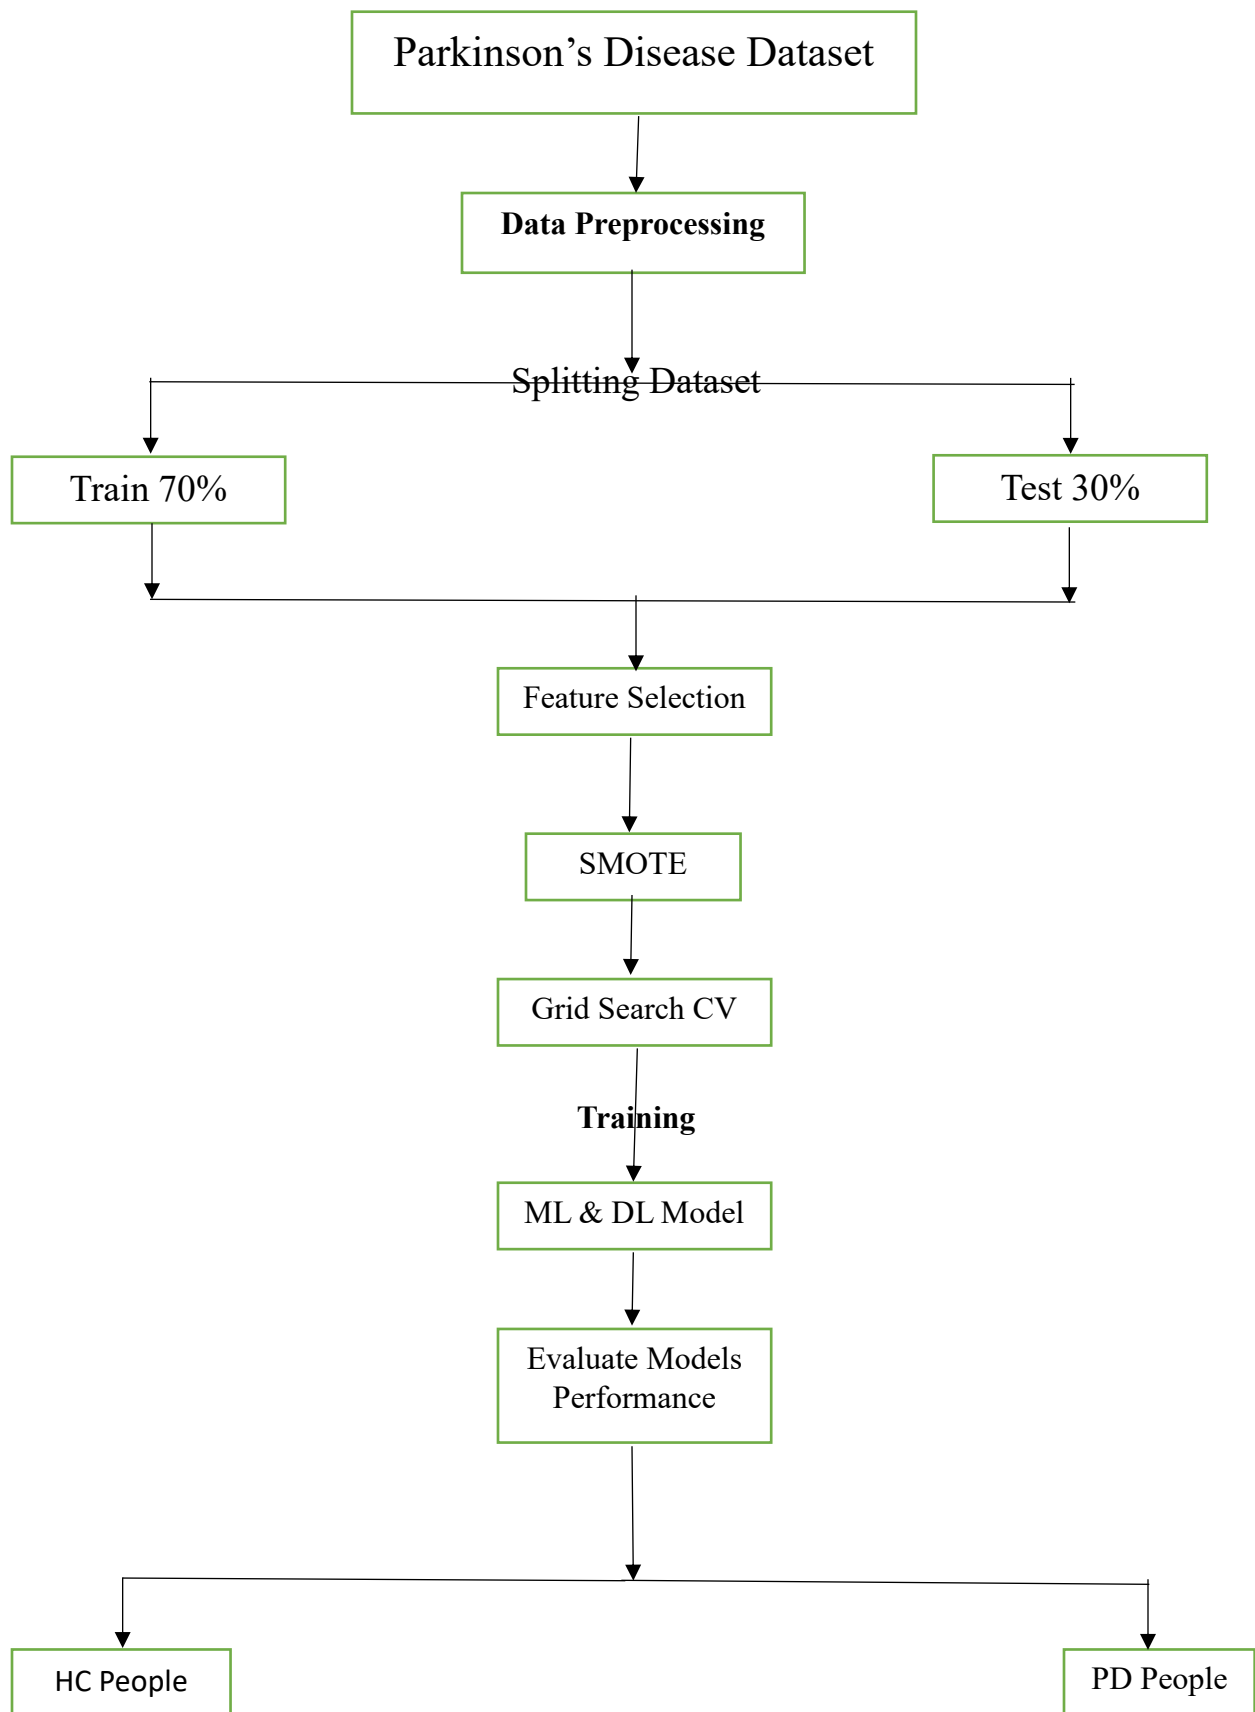 Parkinson’s Disease Dataset
Data Preprocessing
Splitting Dataset
Train 70%
Test 30%
Feature Selection
SMOTE
Grid Search CV
Training
ML & DL Model
Evaluate Models
Performance
HC People
PD People